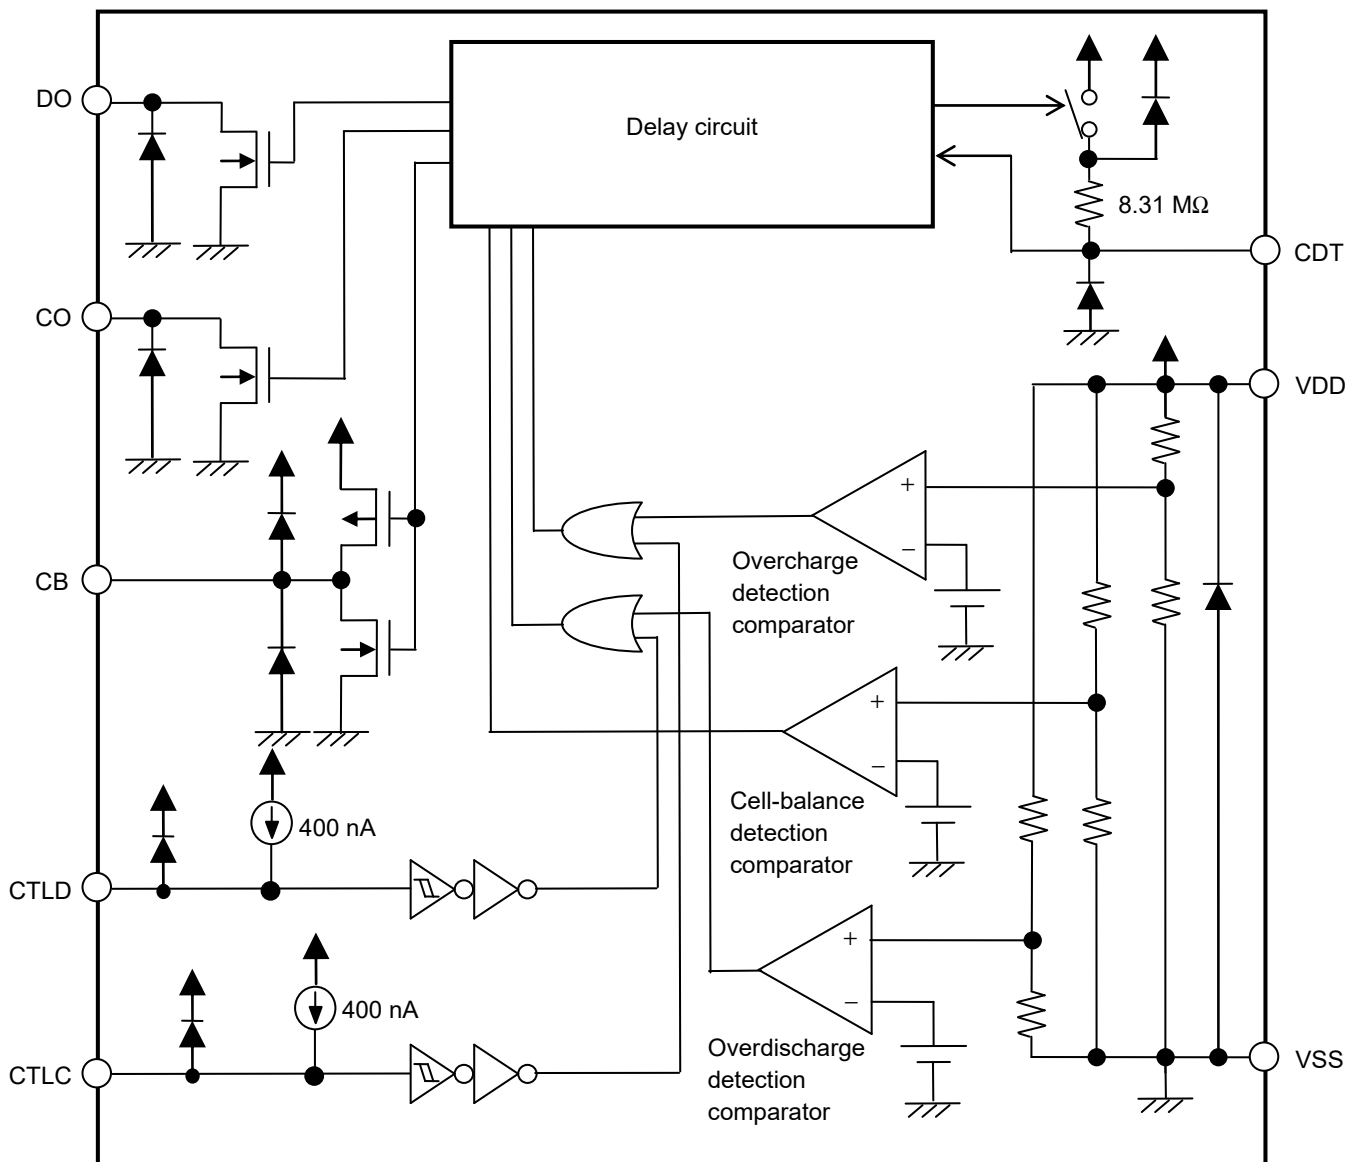 DO
Delay circuit
8.31 MΩ
CDT
CO
VDD
+
−
Overcharge
detection
comparator
CB
+
−
Cell-balance
detection
comparator
400 nA
CTLD
+
−
400 nA
Overdischarge
detection
comparator
CTLC
VSS